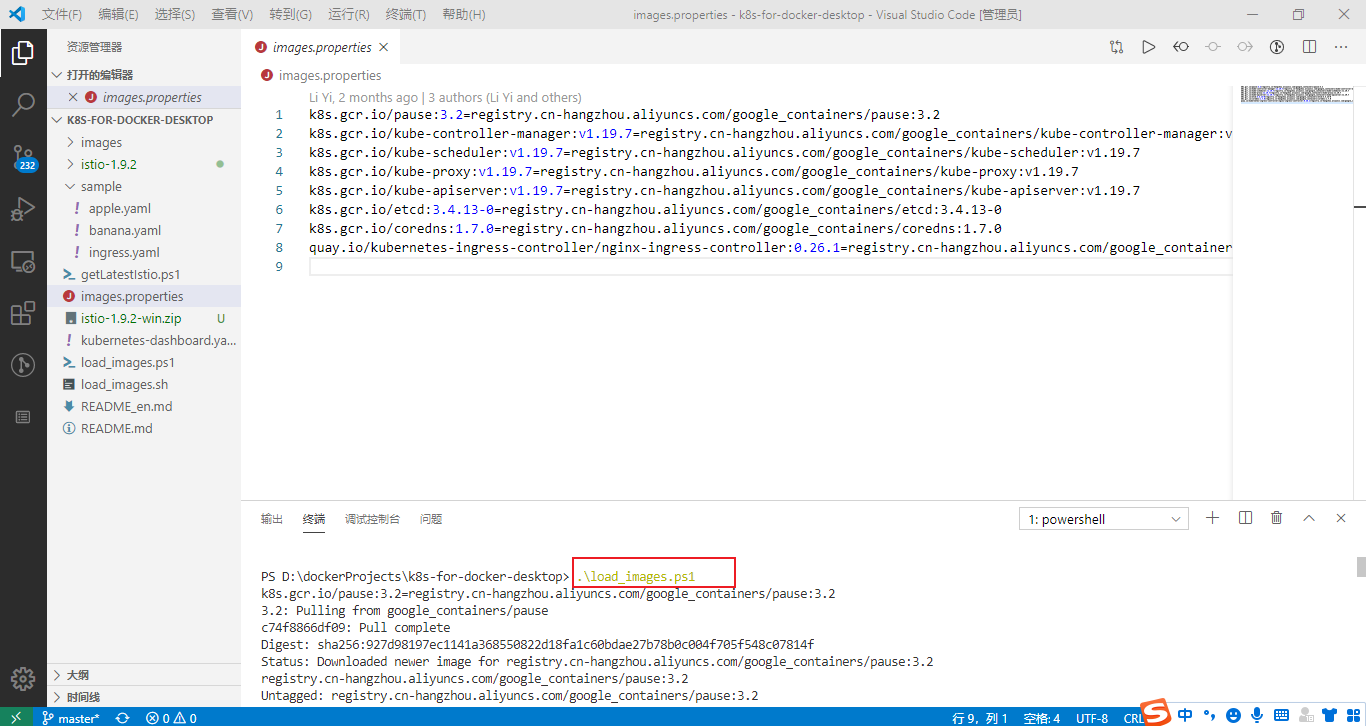 文件(F) 编辑(E) 选择(S) 查看(V) 转到(G) 运行(R) 终端(T) 帮助(H) images.properties - k8s-for-docker-desktop - Visual Studio Code [管理员]
资源管理器
打开的编辑器
images.properties
K8S-FOR-DOCKER-DESKTOP
images
istio-1.9.2
sample
! apple.yaml
! banana.yaml
! ingress.yaml
getLatestIstio.ps1
J images.properties
istio-1.9.2-win.zip U
! kubernetes-dashboard.ya...
load_images.ps1
load_images.sh
README_en.md
README.md
大纲
时间线
232
J images.properties
J images.properties
Li Yi, 2 months ago | 3 authors (Li Yi and others)
1 k8s.gcr.io/pause:3.2=registry.cn-hangzhou.aliyuncs.com/google_containers/pause:3.2
2 k8s.gcr.io/kube-controller-manager:v1.19.7=registry.cn-hangzhou.aliyuncs.com/google_containers/kube-controller-manager:v
3 k8s.gcr.io/kube-scheduler:v1.19.7=registry.cn-hangzhou.aliyuncs.com/google_containers/kube-scheduler:v1.19.7
4 k8s.gcr.io/kube-proxy:v1.19.7=registry.cn-hangzhou.aliyuncs.com/google_containers/kube-proxy:v1.19.7
5 k8s.gcr.io/kube-apiserver:v1.19.7=registry.cn-hangzhou.aliyuncs.com/google_containers/kube-apiserver:v1.19.7
6 k8s.gcr.io/etcd:3.4.13-0=registry.cn-hangzhou.aliyuncs.com/google_containers/etcd:3.4.13-0
7 k8s.gcr.io/coredns:1.7.0=registry.cn-hangzhou.aliyuncs.com/google_containers/coredns:1.7.0
8 quay.io/kubernetes-ingress-controller/nginx-ingress-controller:0.26.1=registry.cn-hangzhou.aliyuncs.com/google_container
9
输出 终端 调试控制台 问题 1: powershell
PS D:\dockerProjects\k8s-for-docker-desktop> .\load_images.ps1
k8s.gcr.io/pause:3.2=registry.cn-hangzhou.aliyuncs.com/google_containers/pause:3.2
3.2: Pulling from google_containers/pause
c74f8866df09: Pull complete
Digest: sha256:927d98197ec1141a368550822d18fa1c60bdae27b78b0c004f705f548c07814f
Status: Downloaded newer image for registry.cn-hangzhou.aliyuncs.com/google_containers/pause:3.2
registry.cn-hangzhou.aliyuncs.com/google_containers/pause:3.2
Untagged: registry.cn-hangzhou.aliyuncs.com/google_containers/pause:3.2
master* 0 0 行 9，列 1 空格: 4 UTF-8 CRL 中